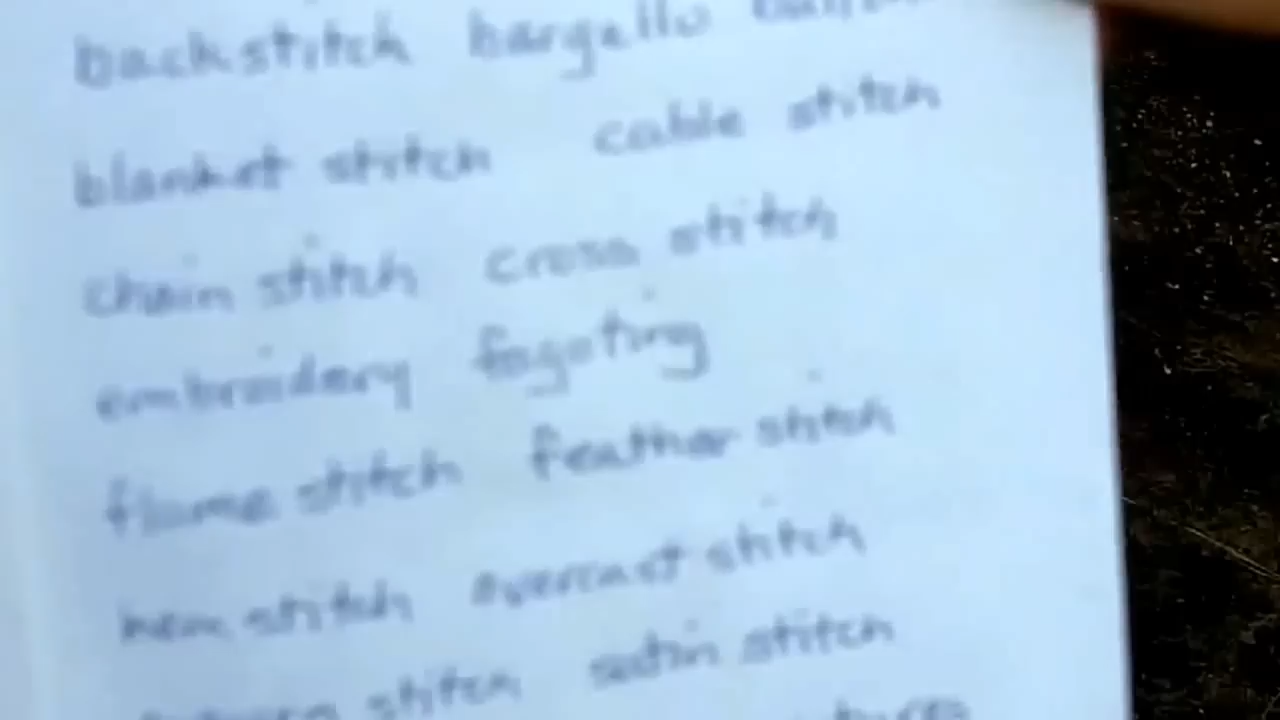 backstitch bargello
blanket stitch cable stitch
chain stitch cross stitch
embroidery fagoting
flame stitch feather stitch
hem stitch overcast stitch
stitch satin stitch